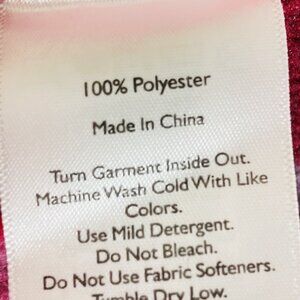 100% Polyester
Made In China
Turn Garment Inside Out.
Machine Wash Cold With Like
Colors.
Use Mild Detergent.
Do Not Bleach.
Do Not Use Fabric Softeners.
Tumble Dry Low.